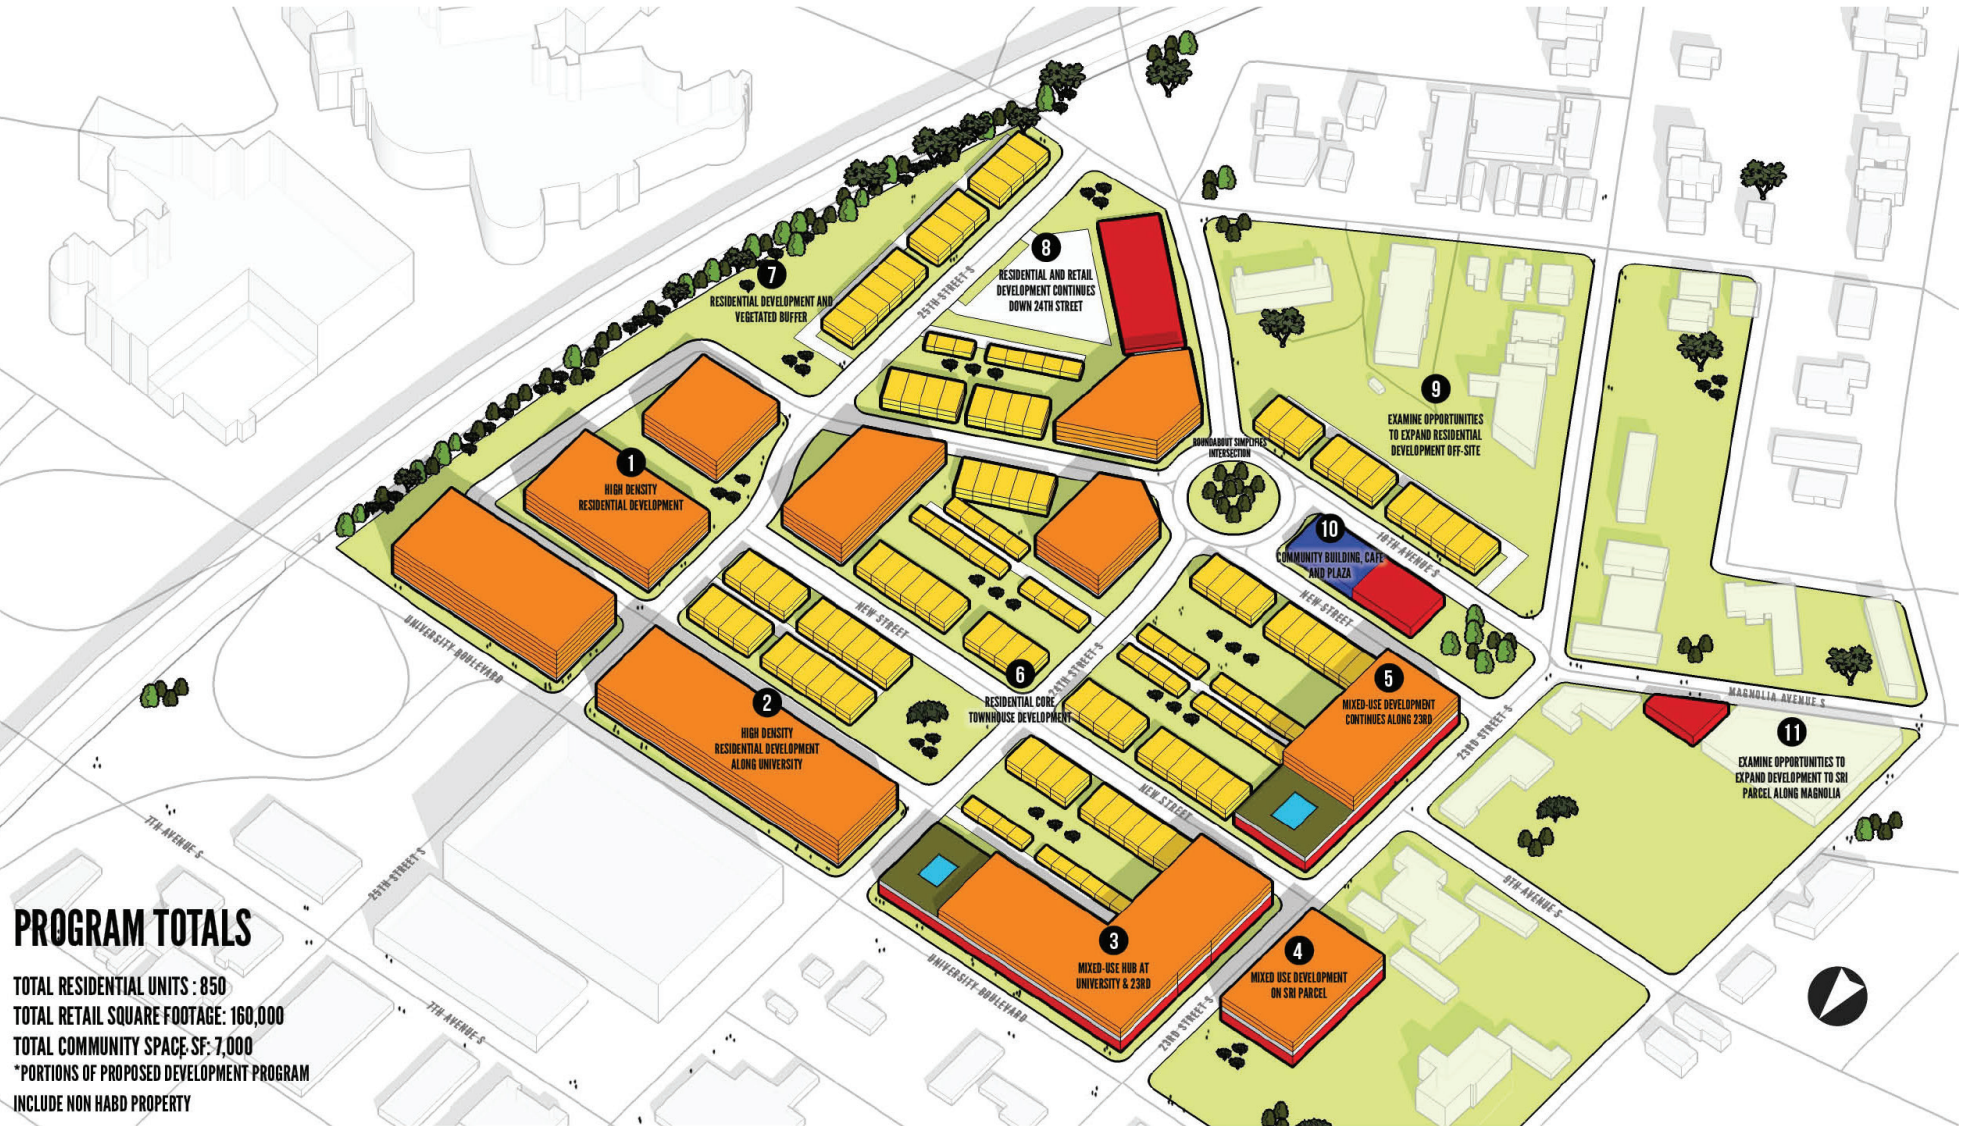 7
RESIDENTIAL DEVELOPMENT AND
VEGETATED BUFFER
25TH STREET S
8
RESIDENTIAL AND RETAIL
DEVELOPMENT CONTINUES
DOWN 24TH STREET
9
EXAMINE OPPORTUNITIES
TO EXPAND RESIDENTIAL
DEVELOPMENT OFF-SITE
ROUNDABOUT SIMPLIFIES
INTERSECTION
1
HIGH DENSITY
RESIDENTIAL DEVELOPMENT
10
COMMUNITY BUILDING, CAFE
AND PLAZA
10TH AVENUE S
NEW STREET
NEW STREET
UNIVERSITY BOULEVARD
6
RESIDENTIAL CORE
TOWNHOUSE DEVELOPMENT
24TH STREET S
5
MIXED-USE DEVELOPMENT
CONTINUES ALONG 23RD
2
HIGH DENSITY
RESIDENTIAL DEVELOPMENT
ALONG UNIVERSITY
MAGNOLIA AVENUE S
23RD STREET S
11
EXAMINE OPPORTUNITIES TO
EXPAND DEVELOPMENT TO SRI
PARCEL ALONG MAGNOLIA
NEW STREET
7TH AVENUE S
25TH STREET S
9TH AVENUE S
3
MIXED-USE HUB AT
UNIVERSITY & 23RD
4
MIXED USE DEVELOPMENT
ON SRI PARCEL
UNIVERSITY BOULEVARD
23RD STREET S
7TH AVENUE S
PROGRAM TOTALS
TOTAL RESIDENTIAL UNITS : 850
TOTAL RETAIL SQUARE FOOTAGE: 160,000
TOTAL COMMUNITY SPACE SF: 7,000
*PORTIONS OF PROPOSED DEVELOPMENT PROGRAM
INCLUDE NON HABD PROPERTY